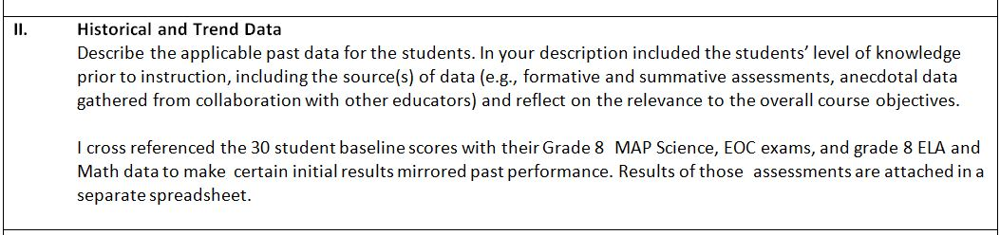 II. Historical and Trend Data
Describe the applicable past data for the students. In your description included the students’ level of knowledge
prior to instruction, including the source(s) of data (e.g., formative and summative assessments, anecdotal data
gathered from collaboration with other educators) and reflect on the relevance to the overall course objectives.
I cross referenced the 30 student baseline scores with their Grade 8 MAP Science, EOC exams, and grade 8 ELA and
Math data to make certain initial results mirrored past performance. Results of those assessments are attached in a
separate spreadsheet.